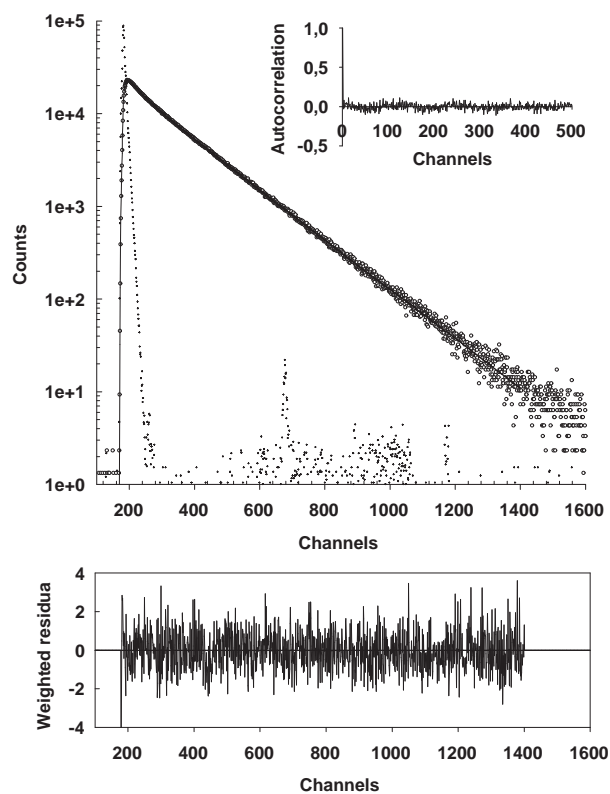 1e+5
1e+4
1e+3
1e+2
1e+1
1e+0
Counts
200 400 600 800 1000 1200 1400 1600
Channels
1,0
0,5
0,0
-0,5
Autocorrelation
0 100 200 300 400 500
Channels
4
2
0
-2
-4
Weighted residua
200 400 600 800 1000 1200 1400 1600
Channels